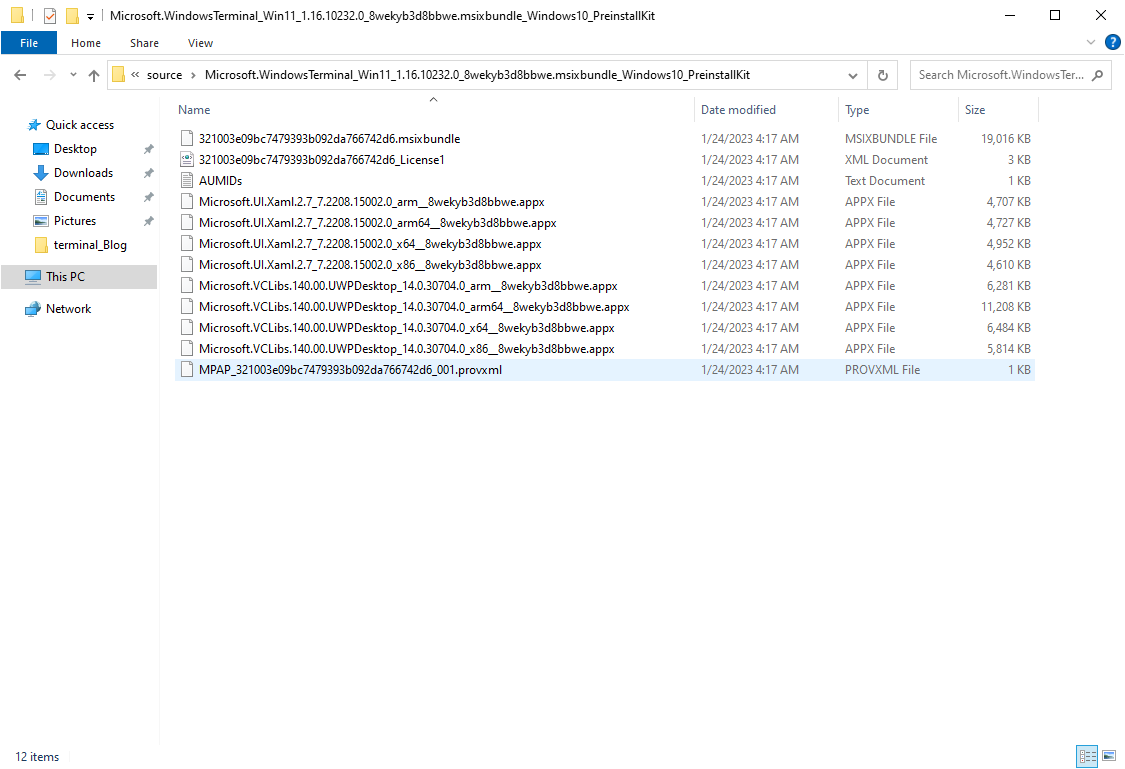 Microsoft.WindowsTerminal_Win11_1.16.10232.0_8wekyb3d8bbwe.msixbundle_Windows10_PreinstallKit
File Home Share View
« source › Microsoft.WindowsTerminal_Win11_1.16.10232.0_8wekyb3d8bbwe.msixbundle_Windows10_PreinstallKit Search Microsoft.WindowsTer...
Name Date modified Type Size
Quick access
Desktop
Downloads
Documents
Pictures
terminal_Blog
This PC
Network
321003e09bc7479393b092da766742d6.msixbundle 1/24/2023 4:17 AM MSIXBUNDLE File 19,016 KB
321003e09bc7479393b092da766742d6_License1 1/24/2023 4:17 AM XML Document 3 KB
AUMIDs 1/24/2023 4:17 AM Text Document 1 KB
Microsoft.UI.Xaml.2.7_7.2208.15002.0_arm__8wekyb3d8bbwe.appx 1/24/2023 4:17 AM APPX File 4,707 KB
Microsoft.UI.Xaml.2.7_7.2208.15002.0_arm64__8wekyb3d8bbwe.appx 1/24/2023 4:17 AM APPX File 4,727 KB
Microsoft.UI.Xaml.2.7_7.2208.15002.0_x64__8wekyb3d8bbwe.appx 1/24/2023 4:17 AM APPX File 4,952 KB
Microsoft.UI.Xaml.2.7_7.2208.15002.0_x86__8wekyb3d8bbwe.appx 1/24/2023 4:17 AM APPX File 4,610 KB
Microsoft.VCLibs.140.00.UWPDesktop_14.0.30704.0_arm__8wekyb3d8bbwe.appx 1/24/2023 4:17 AM APPX File 6,281 KB
Microsoft.VCLibs.140.00.UWPDesktop_14.0.30704.0_arm64__8wekyb3d8bbwe.appx 1/24/2023 4:17 AM APPX File 11,208 KB
Microsoft.VCLibs.140.00.UWPDesktop_14.0.30704.0_x64__8wekyb3d8bbwe.appx 1/24/2023 4:17 AM APPX File 6,484 KB
Microsoft.VCLibs.140.00.UWPDesktop_14.0.30704.0_x86__8wekyb3d8bbwe.appx 1/24/2023 4:17 AM APPX File 5,814 KB
MPAP_321003e09bc7479393b092da766742d6_001.provxml 1/24/2023 4:17 AM PROVXML File 1 KB
12 items